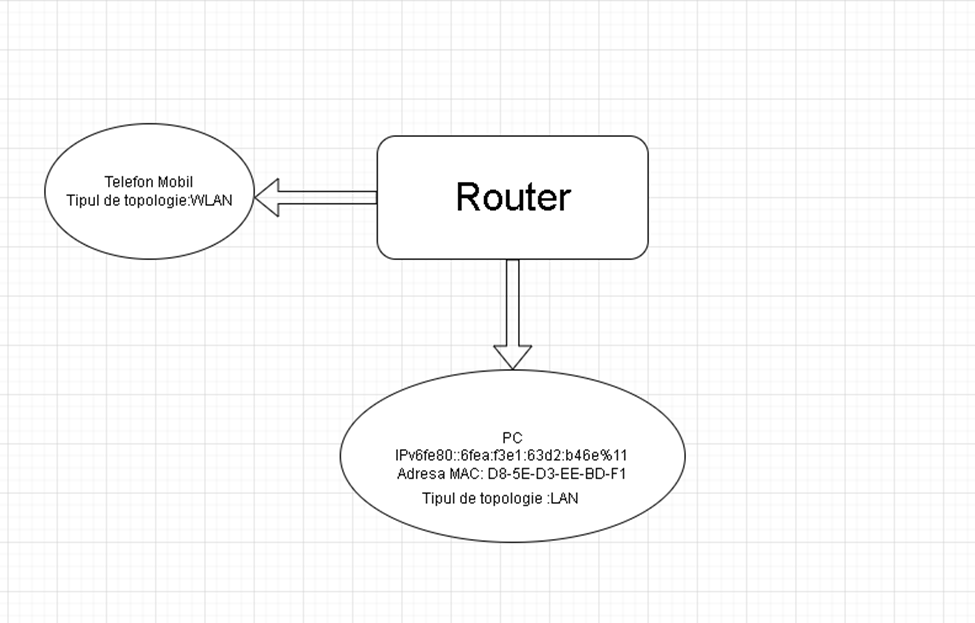 Telefon Mobil
Tipul de topologie:WLAN
Router
PC
IPv6fe80::6fea:f3e1:63d2:b46e%11
Adresa MAC: D8-5E-D3-EE-BD-F1
Tipul de topologie :LAN